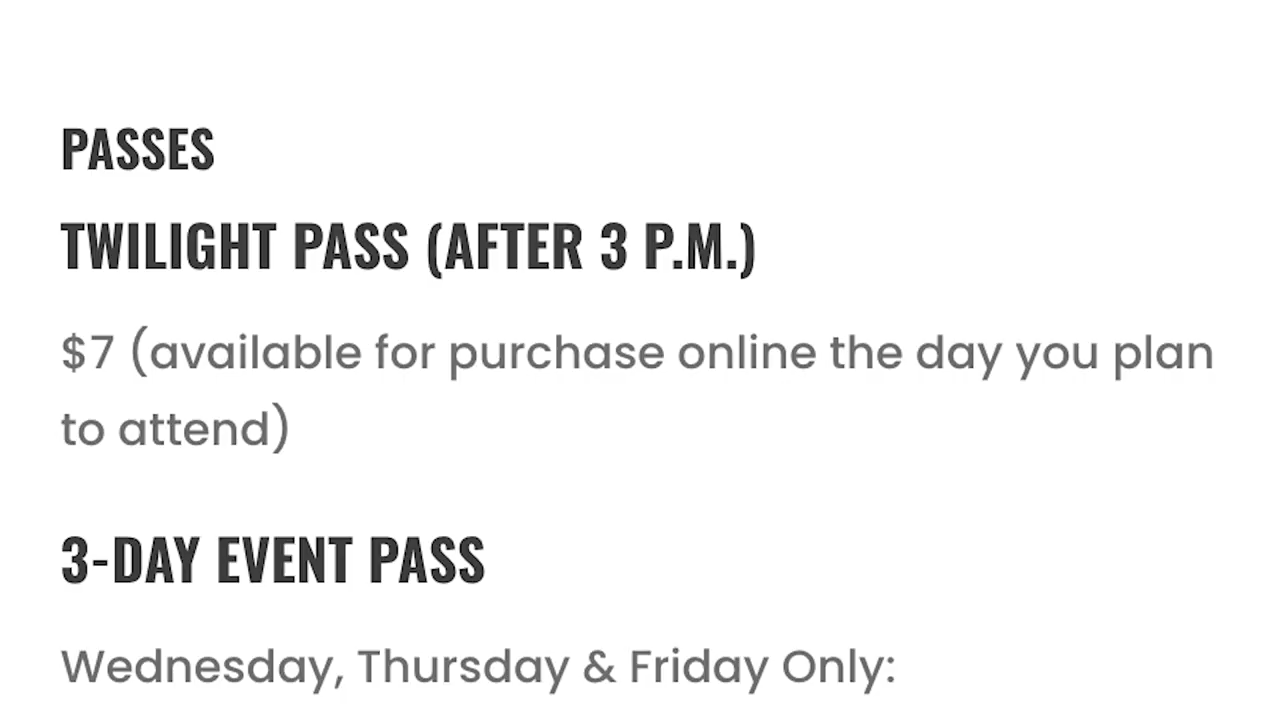 PASSES
TWILIGHT PASS (AFTER 3 P.M.)
$7 (available for purchase online the day you plan
to attend)
3-DAY EVENT PASS
Wednesday, Thursday & Friday Only: